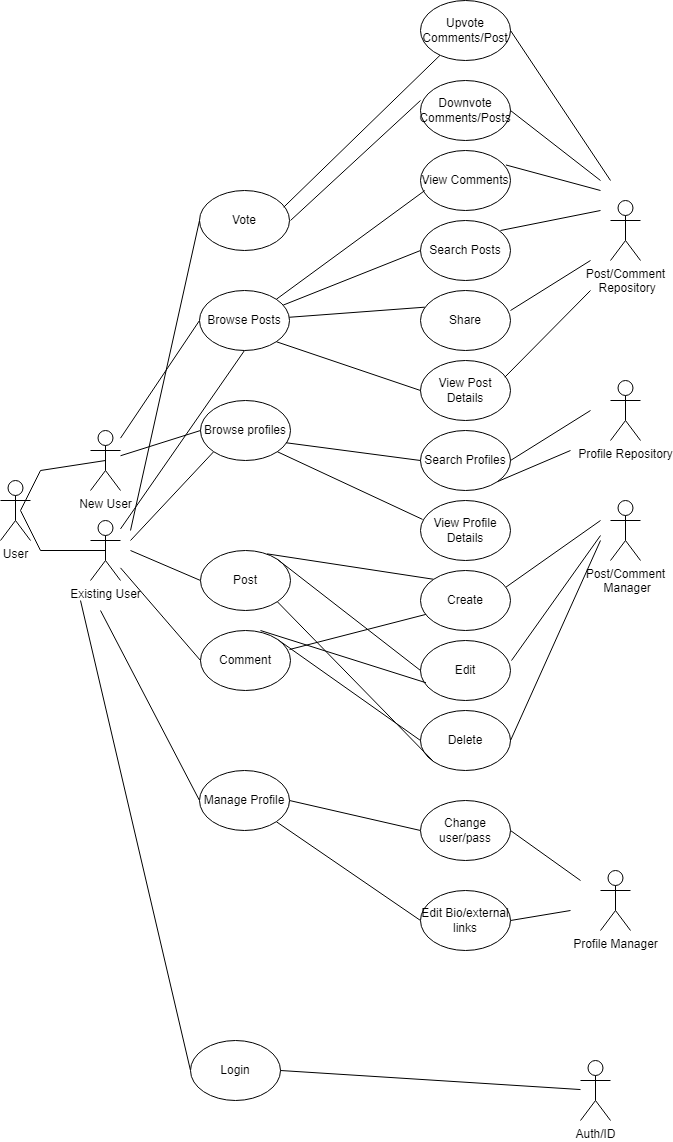 Upvote
Comments/Post
Downvote
Comments/Posts
View Comments
Vote
Search Posts
Post/Comment
Repository
Browse Posts
Share
View Post
Details
Browse profiles
Search Profiles
Profile Repository
New User
View Profile
Details
User
Existing User
Post
Create
Post/Comment
Manager
Comment
Edit
Delete
Manage Profile
Change
user/pass
Edit Bio/external
links
Profile Manager
Login
Auth/ID